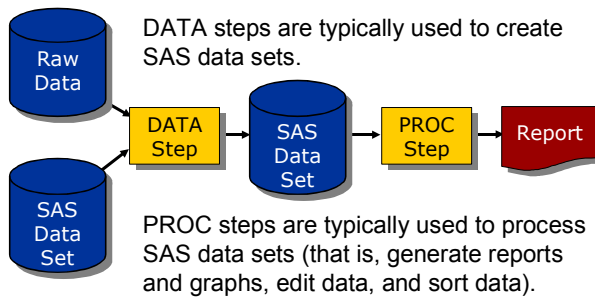 DATA steps are typically used to create
SAS data sets.
Raw
Data
DATA
Step
SAS
Data
Set
PROC
Step
Report
SAS
Data
Set
PROC steps are typically used to process
SAS data sets (that is, generate reports
and graphs, edit data, and sort data).